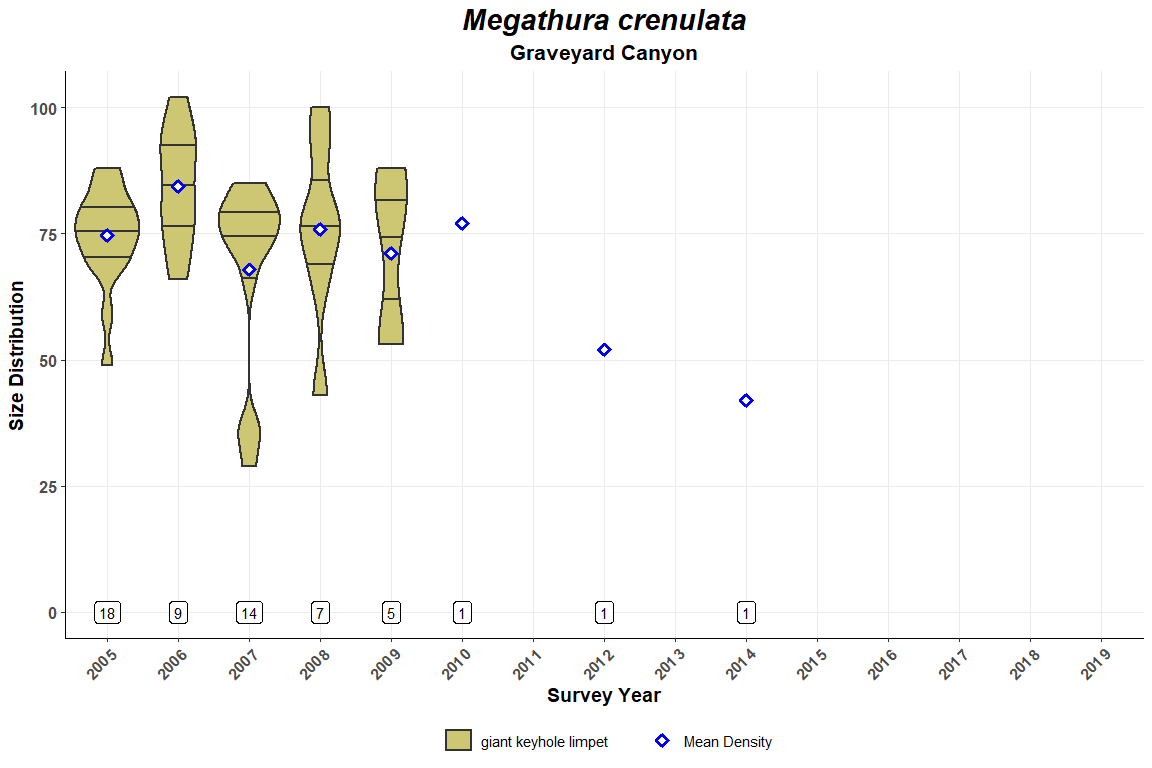 Megathura crenulata
Graveyard Canyon
Size Distribution
100
75
50
25
0
18 9 14 7 5 1 1 1
2005 2006 2007 2008 2009 2010 2011 2012 2013 2014 2015 2016 2017 2018 2019
Survey Year
giant keyhole limpet Mean Density